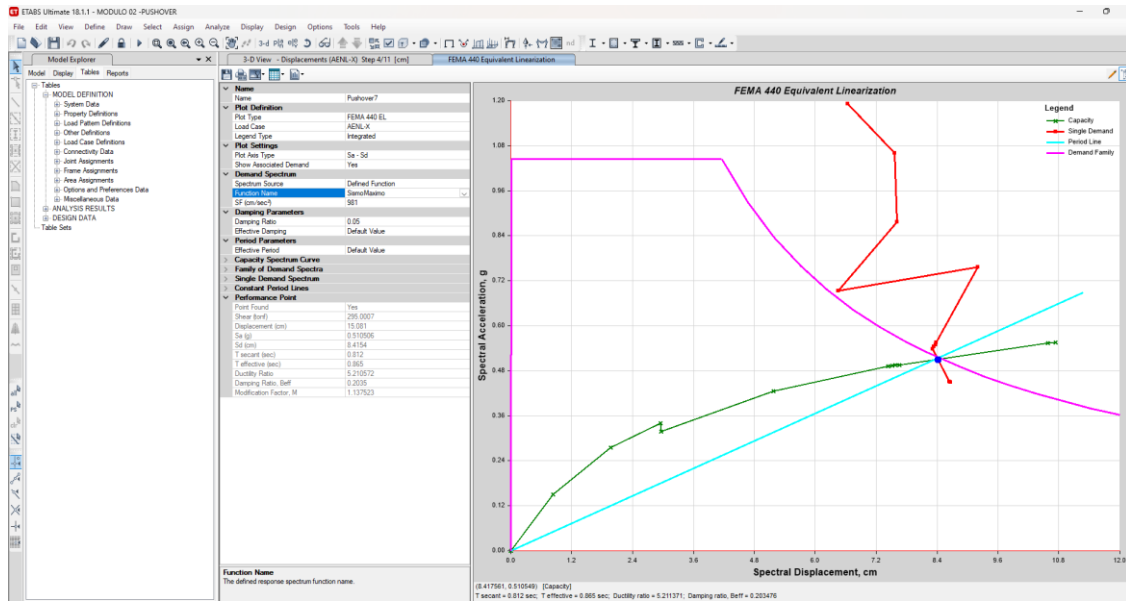 ETABS Ultimate 18.1.1 - MODULO 02 -PUSHOVER
File Edit View Define Draw Select Assign Analyze Display Design Options Tools Help
Model Explorer
3-D View - Displacements (AENL-X) Step 4/11 [cm]
FEMA 440 Equivalent Linearization
Model Display Tables Reports
Tables
MODEL DEFINITION
System Data
Property Definitions
Load Pattern Definitions
Other Definitions
Load Case Definitions
Connectivity Data
Joint Assignments
Frame Assignments
Area Assignments
Options and Preferences Data
Miscellaneous Data
ANALYSIS RESULTS
DESIGN DATA
Table Sets
Name
Name Pushover7
Plot Definition
Plot Type FEMA 440 EL
Load Case AENL-X
Legend Type Integrated
Plot Settings
Plot Axis Type Sa - Sd
Show Associated Demand Yes
Demand Spectrum
Spectrum Source Defined Function
Function Name SismoMaximo
SF (cm/sec²) 981
Damping Parameters
Damping Ratio 0.05
Effective Damping Default Value
Period Parameters
Effective Period Default Value
Capacity Spectrum Curve
Family of Demand Spectra
Single Demand Spectrum
Constant Period Lines
Performance Point
Point Found Yes
Shear (tonf) 295.0007
Displacement (cm) 15.081
Sa (g) 0.510506
Sd (cm) 8.4154
T secant (sec) 0.812
T effective (sec) 0.865
Ductility Ratio 5.210572
Damping Ratio, Beff 0.2035
Modification Factor, M 1.137523
Function Name
The defined response spectrum function name.
FEMA 440 Equivalent Linearization
Legend
Capacity
Single Demand
Period Line
Demand Family
Spectral Acceleration, g
1.20
1.08
0.96
0.84
0.72
0.60
0.48
0.36
0.24
0.12
0.00
0.0 1.2 2.4 3.6 4.8 6.0 7.2 8.4 9.6 10.8 12.0
Spectral Displacement, cm
(8.417561, 0.510548) [Capacity]
T secant = 0.812 sec; T effective = 0.865 sec; Ductility ratio = 5.211371; Damping ratio, Beff = 0.203476